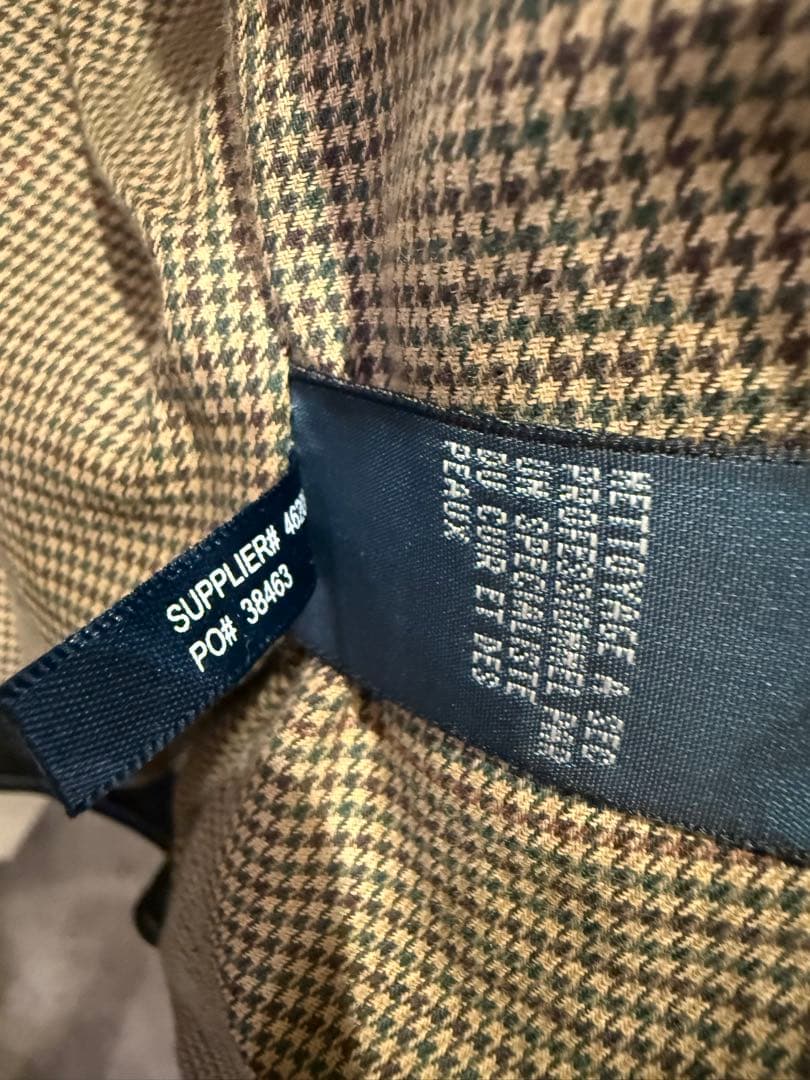 SUPPLIER#
PO# 38463
NETTOYAGE A SEC
PROFESSIONNEL PAR
UN SPECIALISTE
DU CUIR ET DES
PEAUX